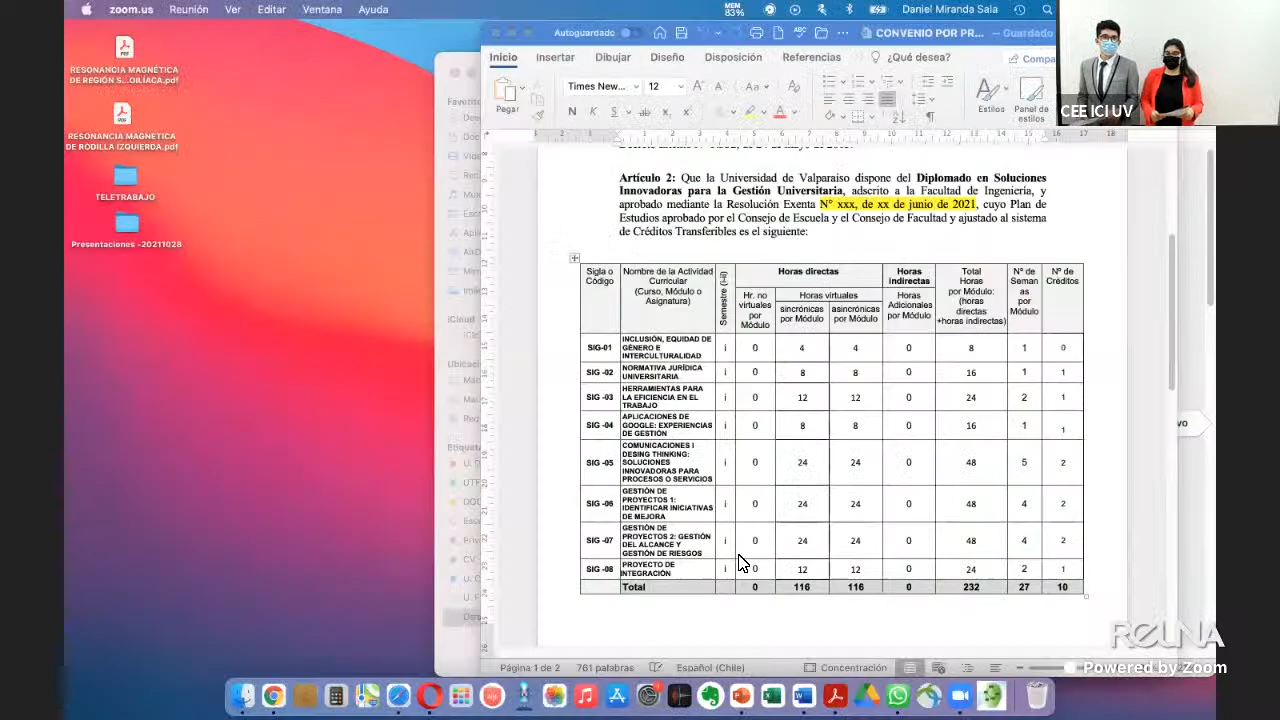 zoom.us Reunión Ver Editar Ventana Ayuda
MEM 83%
Daniel Miranda Sala
RESONANCIA MAGNÉTICA
DE REGIÓN S...OILÍACA.pdf
RESONANCIA MAGNETICA
DE RODILLA IZQUIERDA.pdf
TELETRABAJO
Presentaciones -20211028
Autoguardado
CONVENIO POR PR... — Guardado
Inicio Insertar Dibujar Diseño Disposición Referencias ¿Qué desea?
Times New... 12
Pegar
Estilos
Panel de estilos
CEE ICI UV
Artículo 2: Que la Universidad de Valparaíso dispone del Diplomado en Soluciones
Innovadoras para la Gestión Universitaria, adscrito a la Facultad de Ingeniería, y
aprobado mediante la Resolución Exenta N° xxx, de xx de junio de 2021, cuyo Plan de
Estudios aprobado por el Consejo de Escuela y el Consejo de Facultad y ajustado al sistema
de Créditos Transferibles es el siguiente:
Sigla o Código
Nombre de la Actividad Curricular (Curso, Módulo o Asignatura)
Semestre (I-II)
Horas directas
Hr. no virtuales por Módulo
Horas virtuales
sincrónicas por Módulo
asincrónicas por Módulo
Horas indirectas
Horas Adicionales por Módulo
Total Horas por Módulo: (horas directas +horas indirectas)
N° de Seman as por Módulo
N° de Créditos
SIG-01 INCLUSIÓN, EQUIDAD DE GÉNERO E INTERCULTURALIDAD i 0 4 4 0 8 1 0
SIG -02 NORMATIVA JURÍDICA UNIVERSITARIA i 0 8 8 0 16 1 1
SIG -03 HERRAMIENTAS PARA LA EFICIENCIA EN EL TRABAJO i 0 12 12 0 24 2 1
SIG -04 APLICACIONES DE GOOGLE: EXPERIENCIAS DE GESTIÓN i 0 8 8 0 16 1 1
SIG -05 COMUNICACIONES I DESING THINKING: SOLUCIONES INNOVADORAS PARA PROCESOS O SERVICIOS i 0 24 24 0 48 5 2
SIG -06 GESTIÓN DE PROYECTOS 1: IDENTIFICAR INICIATIVAS DE MEJORA i 0 24 24 0 48 4 2
SIG -07 GESTIÓN DE PROYECTOS 2: GESTIÓN DEL ALCANCE Y GESTIÓN DE RIESGOS i 0 24 24 0 48 4 2
SIG -08 PROYECTO DE INTEGRACIÓN i 0 12 12 0 24 2 1
Total 0 116 116 0 232 27 10
Página 1 de 2 761 palabras Español (Chile) Concentración
REUNA
Powered by Zoom